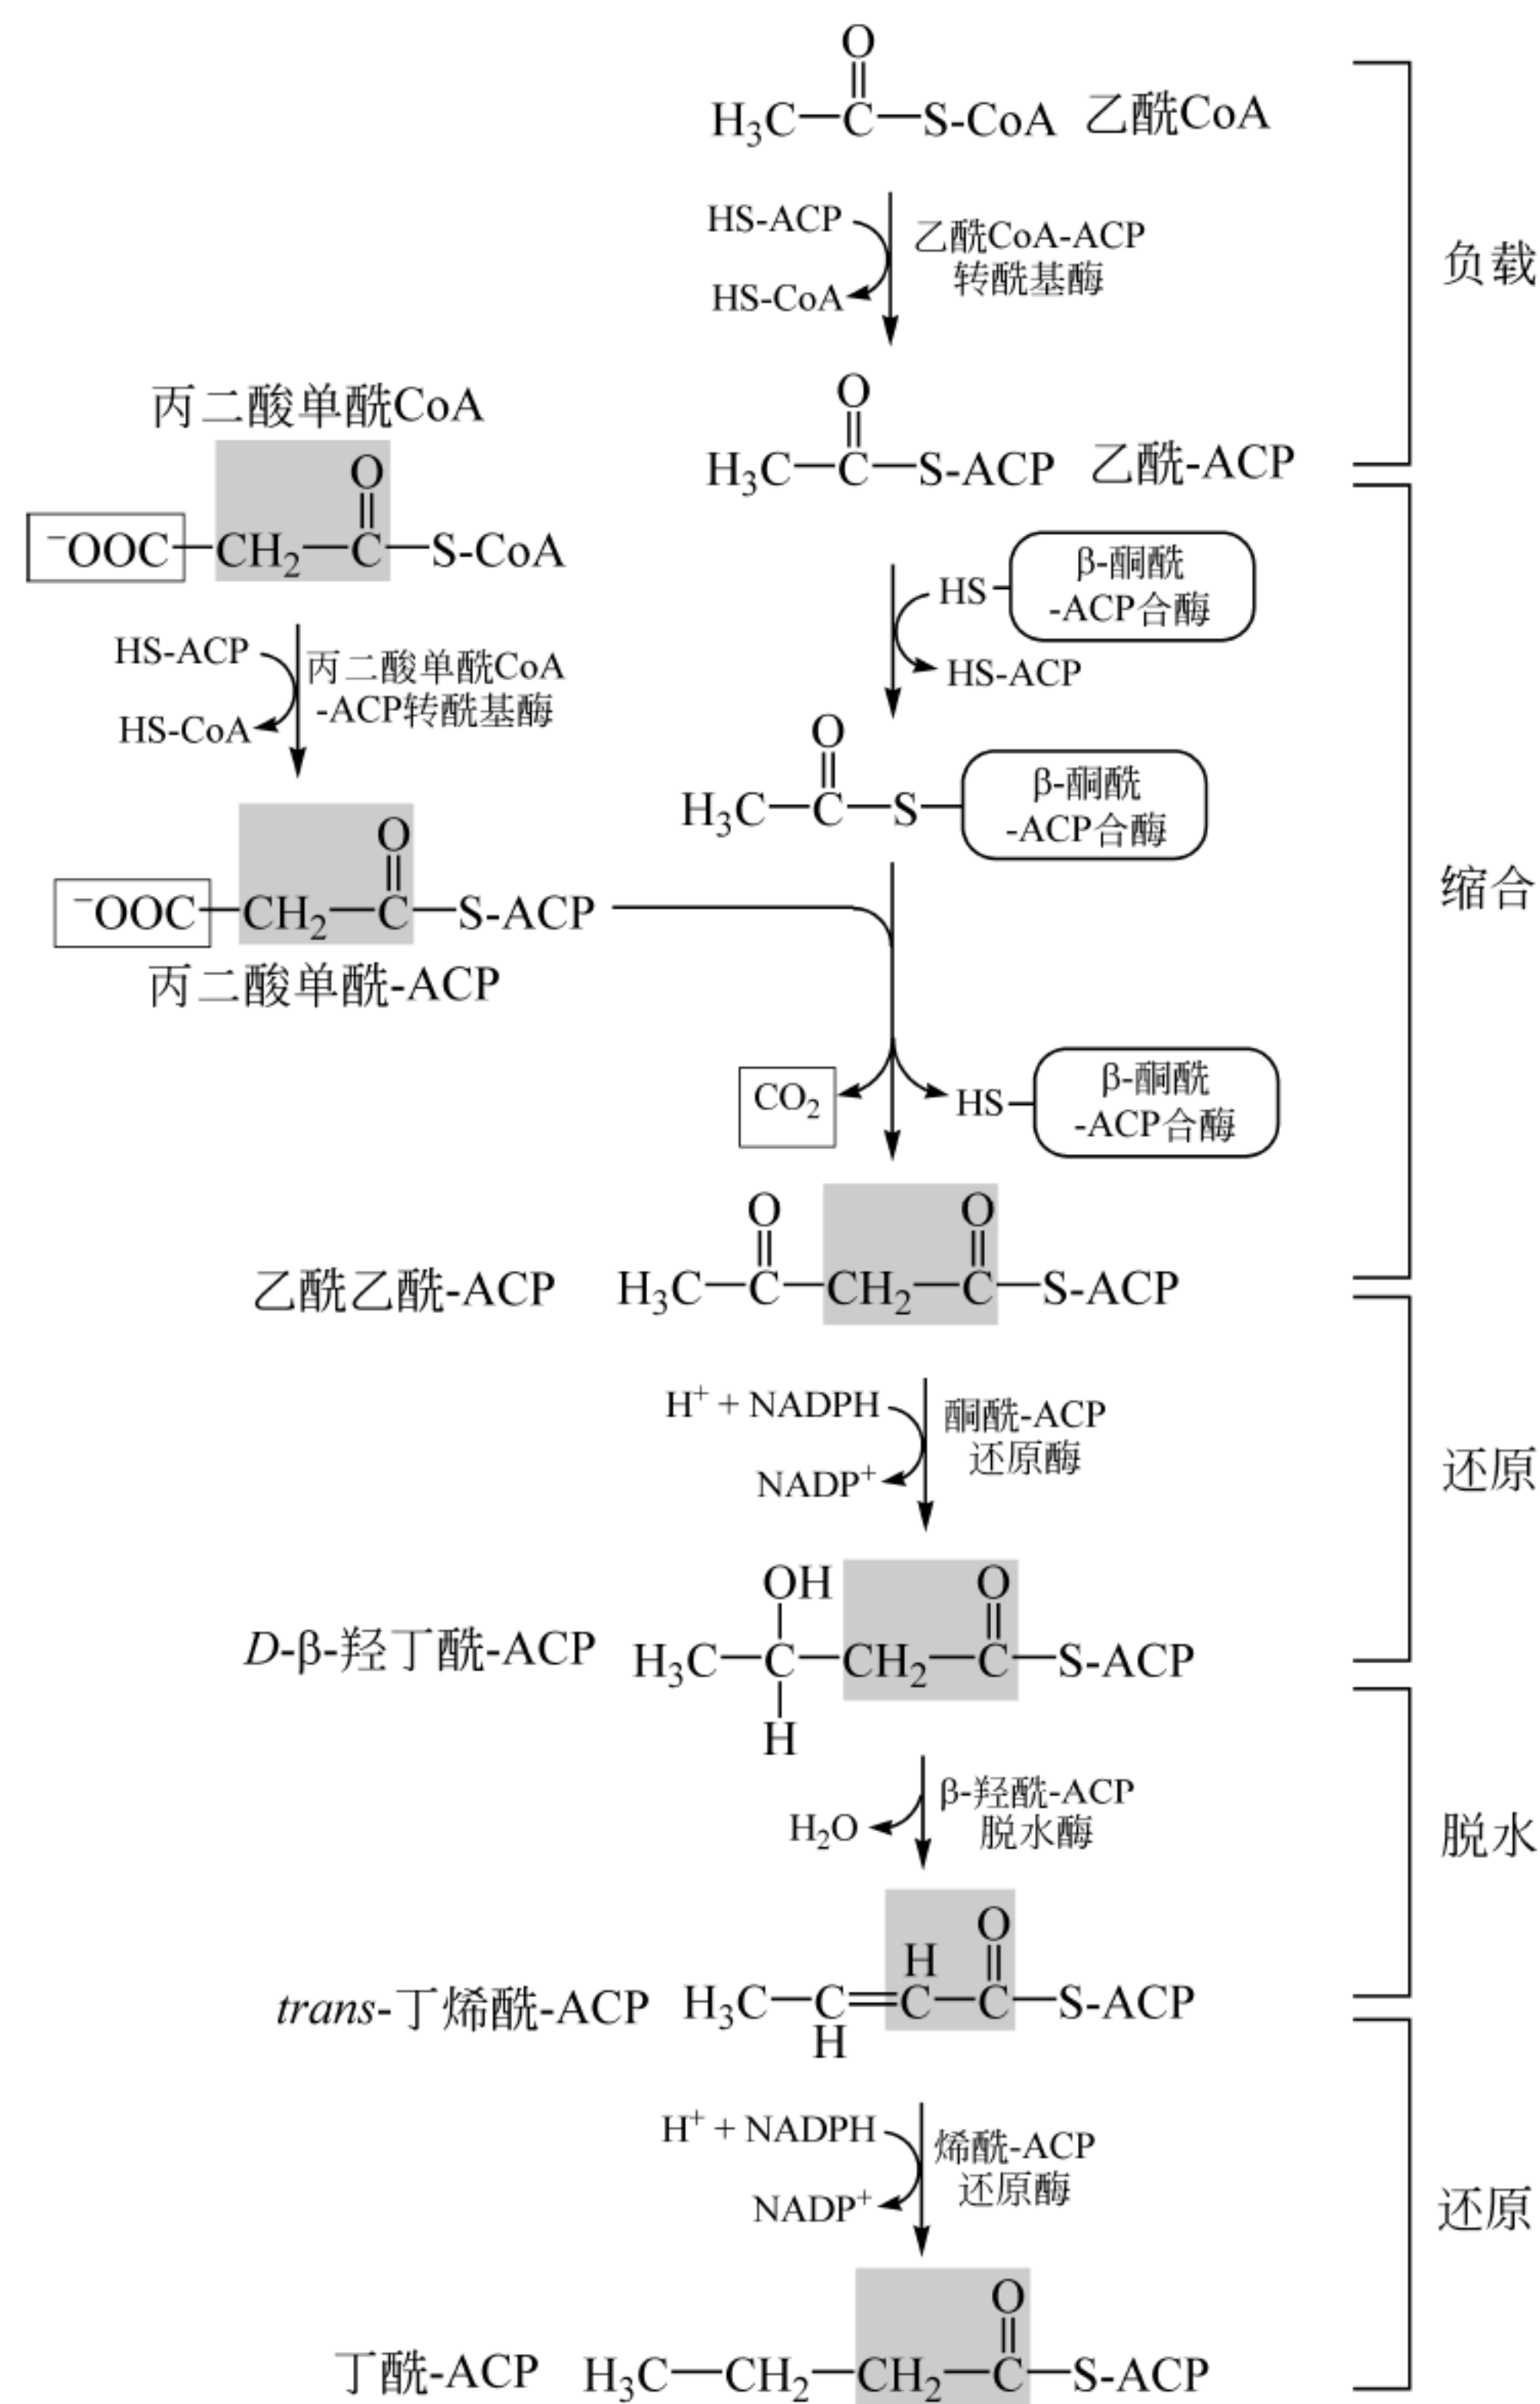 O
H₃C—C—S-CoA 乙酰CoA
HS-ACP
乙酰CoA-ACP
转酰基酶
HS-CoA
负载
丙二酸单酰CoA
O
⁻OOC—CH₂—C—S-CoA
O
H₃C—C—S-ACP 乙酰-ACP
HS-ACP
丙二酸单酰CoA
-ACP转酰基酶
HS-CoA
HS
β-酮酰
-ACP合酶
HS-ACP
O
H₃C—C—S
β-酮酰
-ACP合酶
缩合
O
⁻OOC—CH₂—C—S-ACP
丙二酸单酰-ACP
CO₂
HS
β-酮酰
-ACP合酶
O O
乙酰乙酰-ACP H₃C—C—CH₂—C—S-ACP
H⁺ + NADPH
酮酰-ACP
还原酶
NADP⁺
还原
OH O
D-β-羟丁酰-ACP H₃C—C—CH₂—C—S-ACP
H
β-羟酰-ACP
脱水酶
H₂O
脱水
O
H
trans-丁烯酰-ACP H₃C—C=C—C—S-ACP
H
H⁺ + NADPH
烯酰-ACP
还原酶
NADP⁺
还原
O
丁酰-ACP H₃C—CH₂—CH₂—C—S-ACP